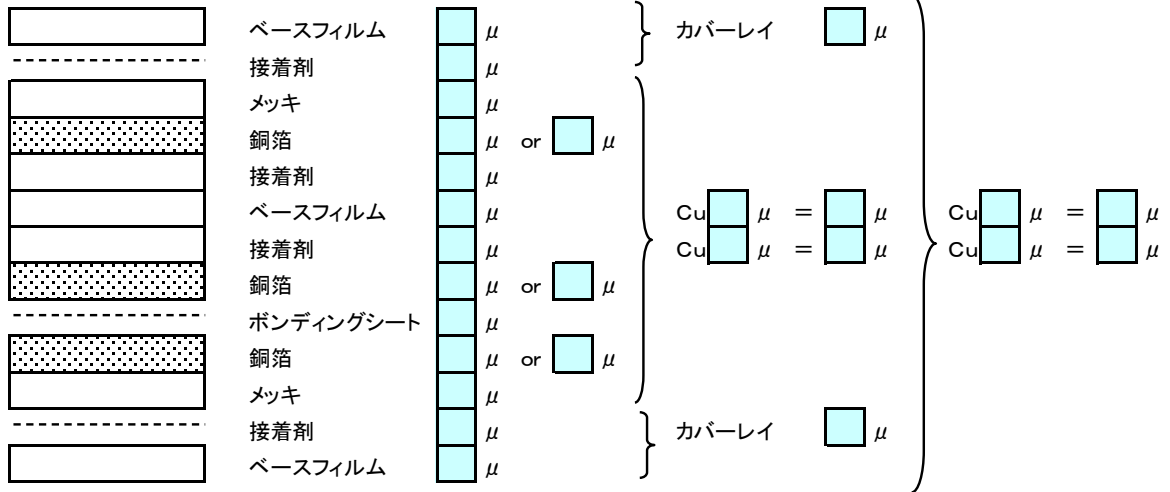 ベースフィルム μ カバーレイ μ
接着剤 μ
メッキ μ
銅箔 μ or μ
接着剤 μ
ベースフィルム μ Cu μ = μ Cu μ = μ
接着剤 μ Cu μ = μ Cu μ = μ
銅箔 μ or μ
ボンディングシート μ
銅箔 μ or μ
メッキ μ
接着剤 μ カバーレイ μ
ベースフィルム μ